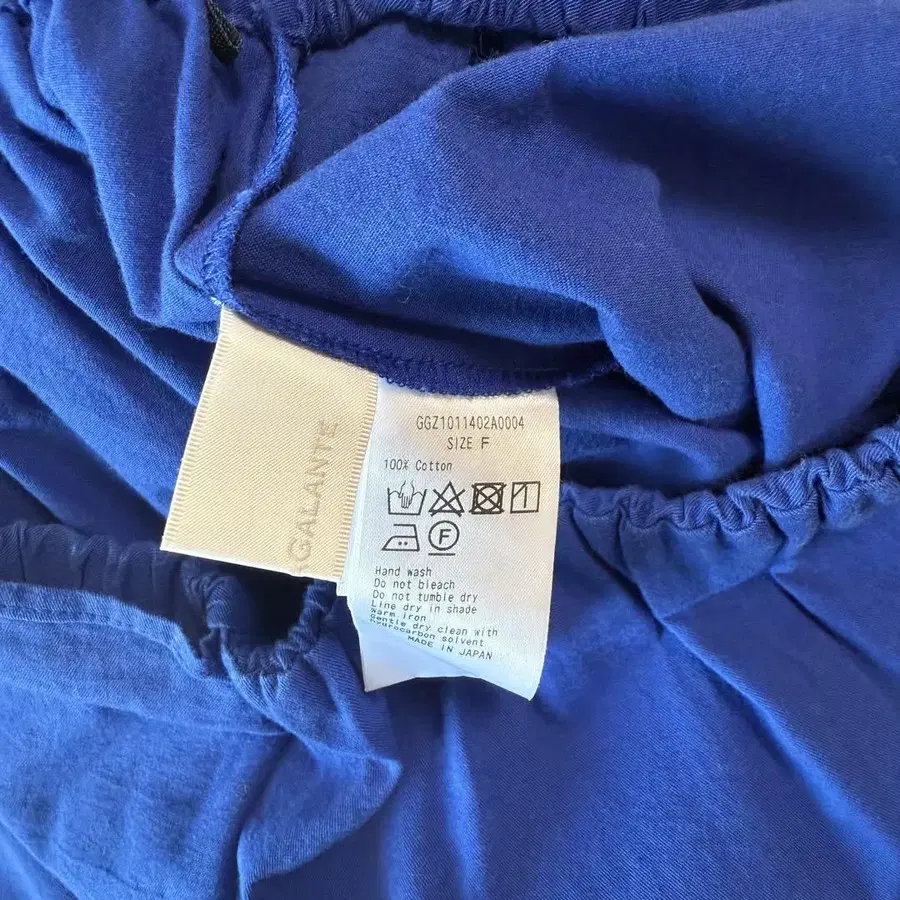 GALANTE
GGZ1011402A0004
SIZE F
100% Cotton
F
Hand wash
Do not bleach
Do not tumble dry
Line dry in shade
Warm iron
Gentle dry clean with
solvent
MADE IN JAPAN